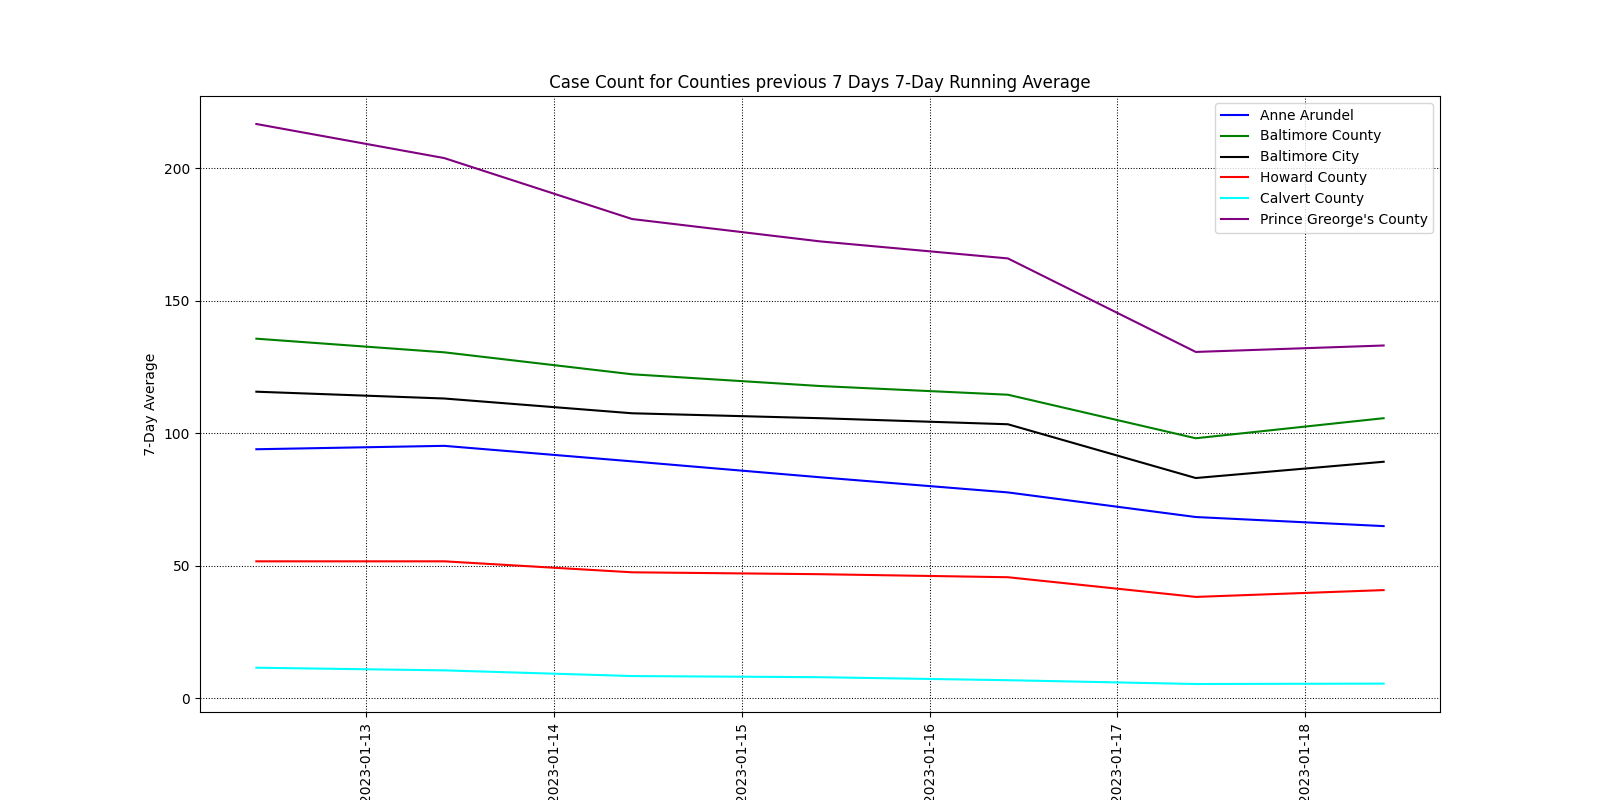 Case Count for Counties previous 7 Days 7-Day Running Average
Anne Arundel
Baltimore County
Baltimore City
Howard County
Calvert County
Prince Greorge's County
200
150
100
50
0
7-Day Average
2023-01-13
2023-01-14
2023-01-15
2023-01-16
2023-01-17
2023-01-18